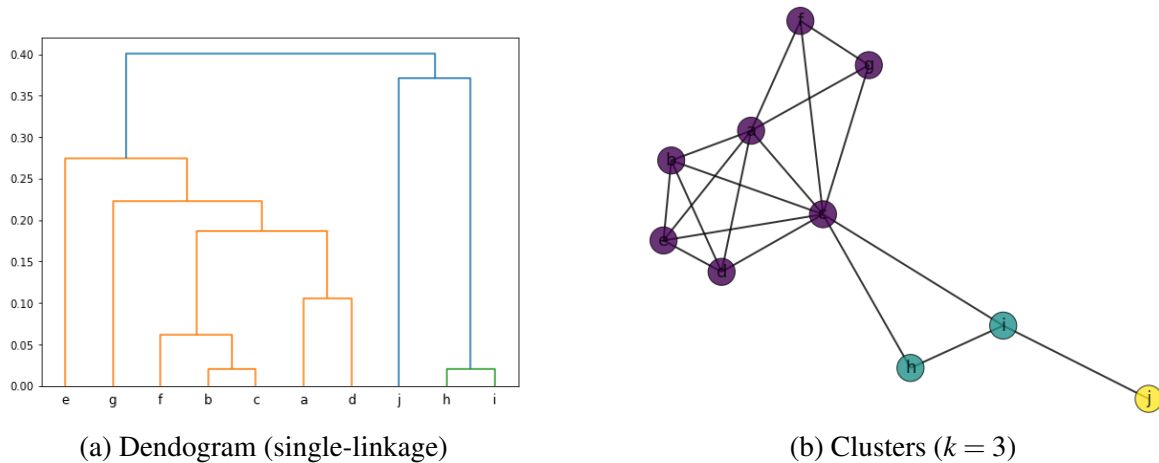 0.40
0.35
0.30
0.25
0.20
0.15
0.10
0.05
0.00
e g f b c a d j h i
f
g
a
b
c
e
d
i
h
j
(a) Dendogram (single-linkage)
(b) Clusters (k = 3)